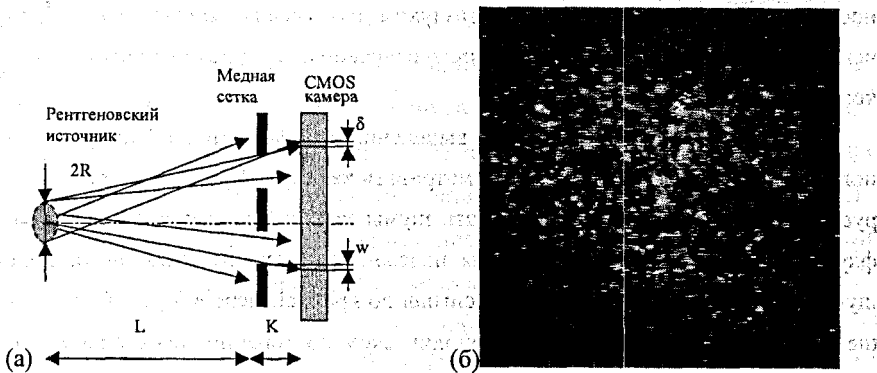 Медная
сетка
CMOS
камера
Рентгеновский
источник
δ
2R
w
L
K
(а)
(б)